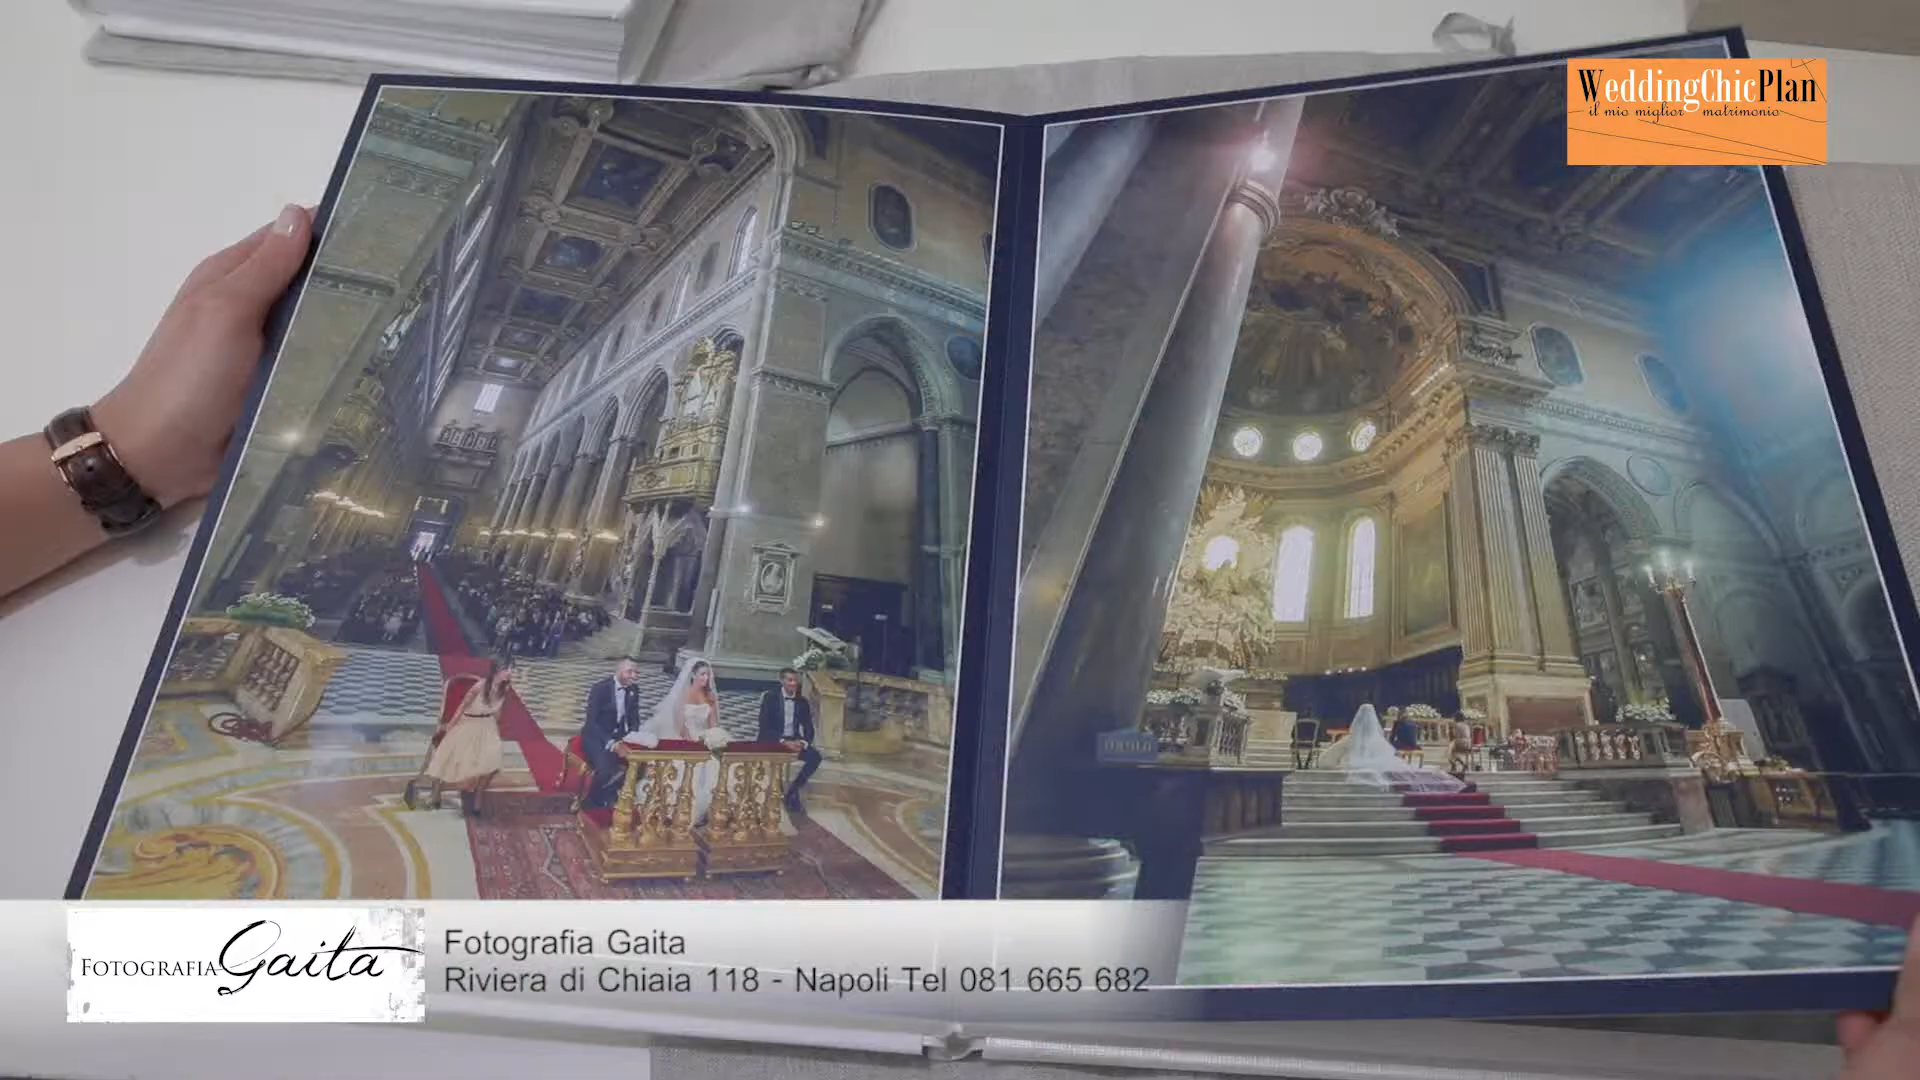 WeddingChicPlan
il mio miglior matrimonio
FOTOGRAFIA Gaita
Fotografia Gaita
Riviera di Chiaia 118 - Napoli Tel 081 665 682